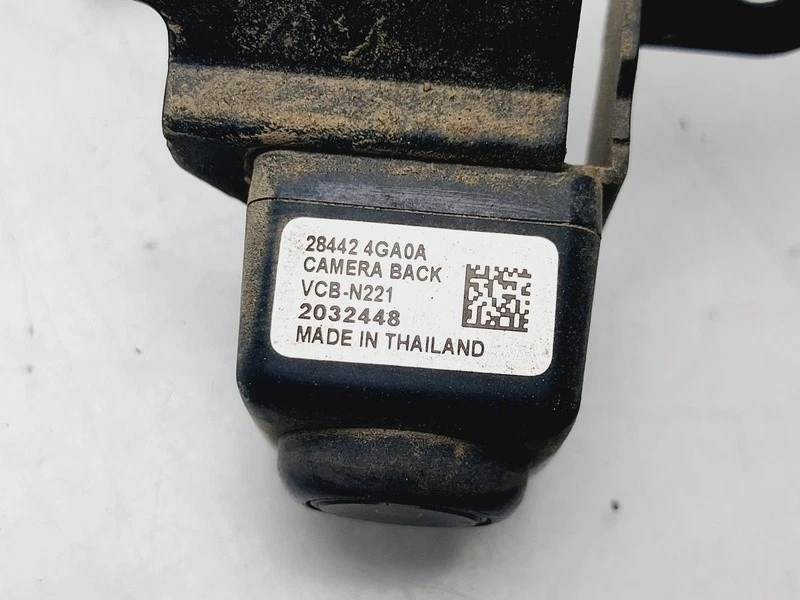 28442 4GA0A
CAMERA BACK
VCB-N221
2032448
MADE IN THAILAND